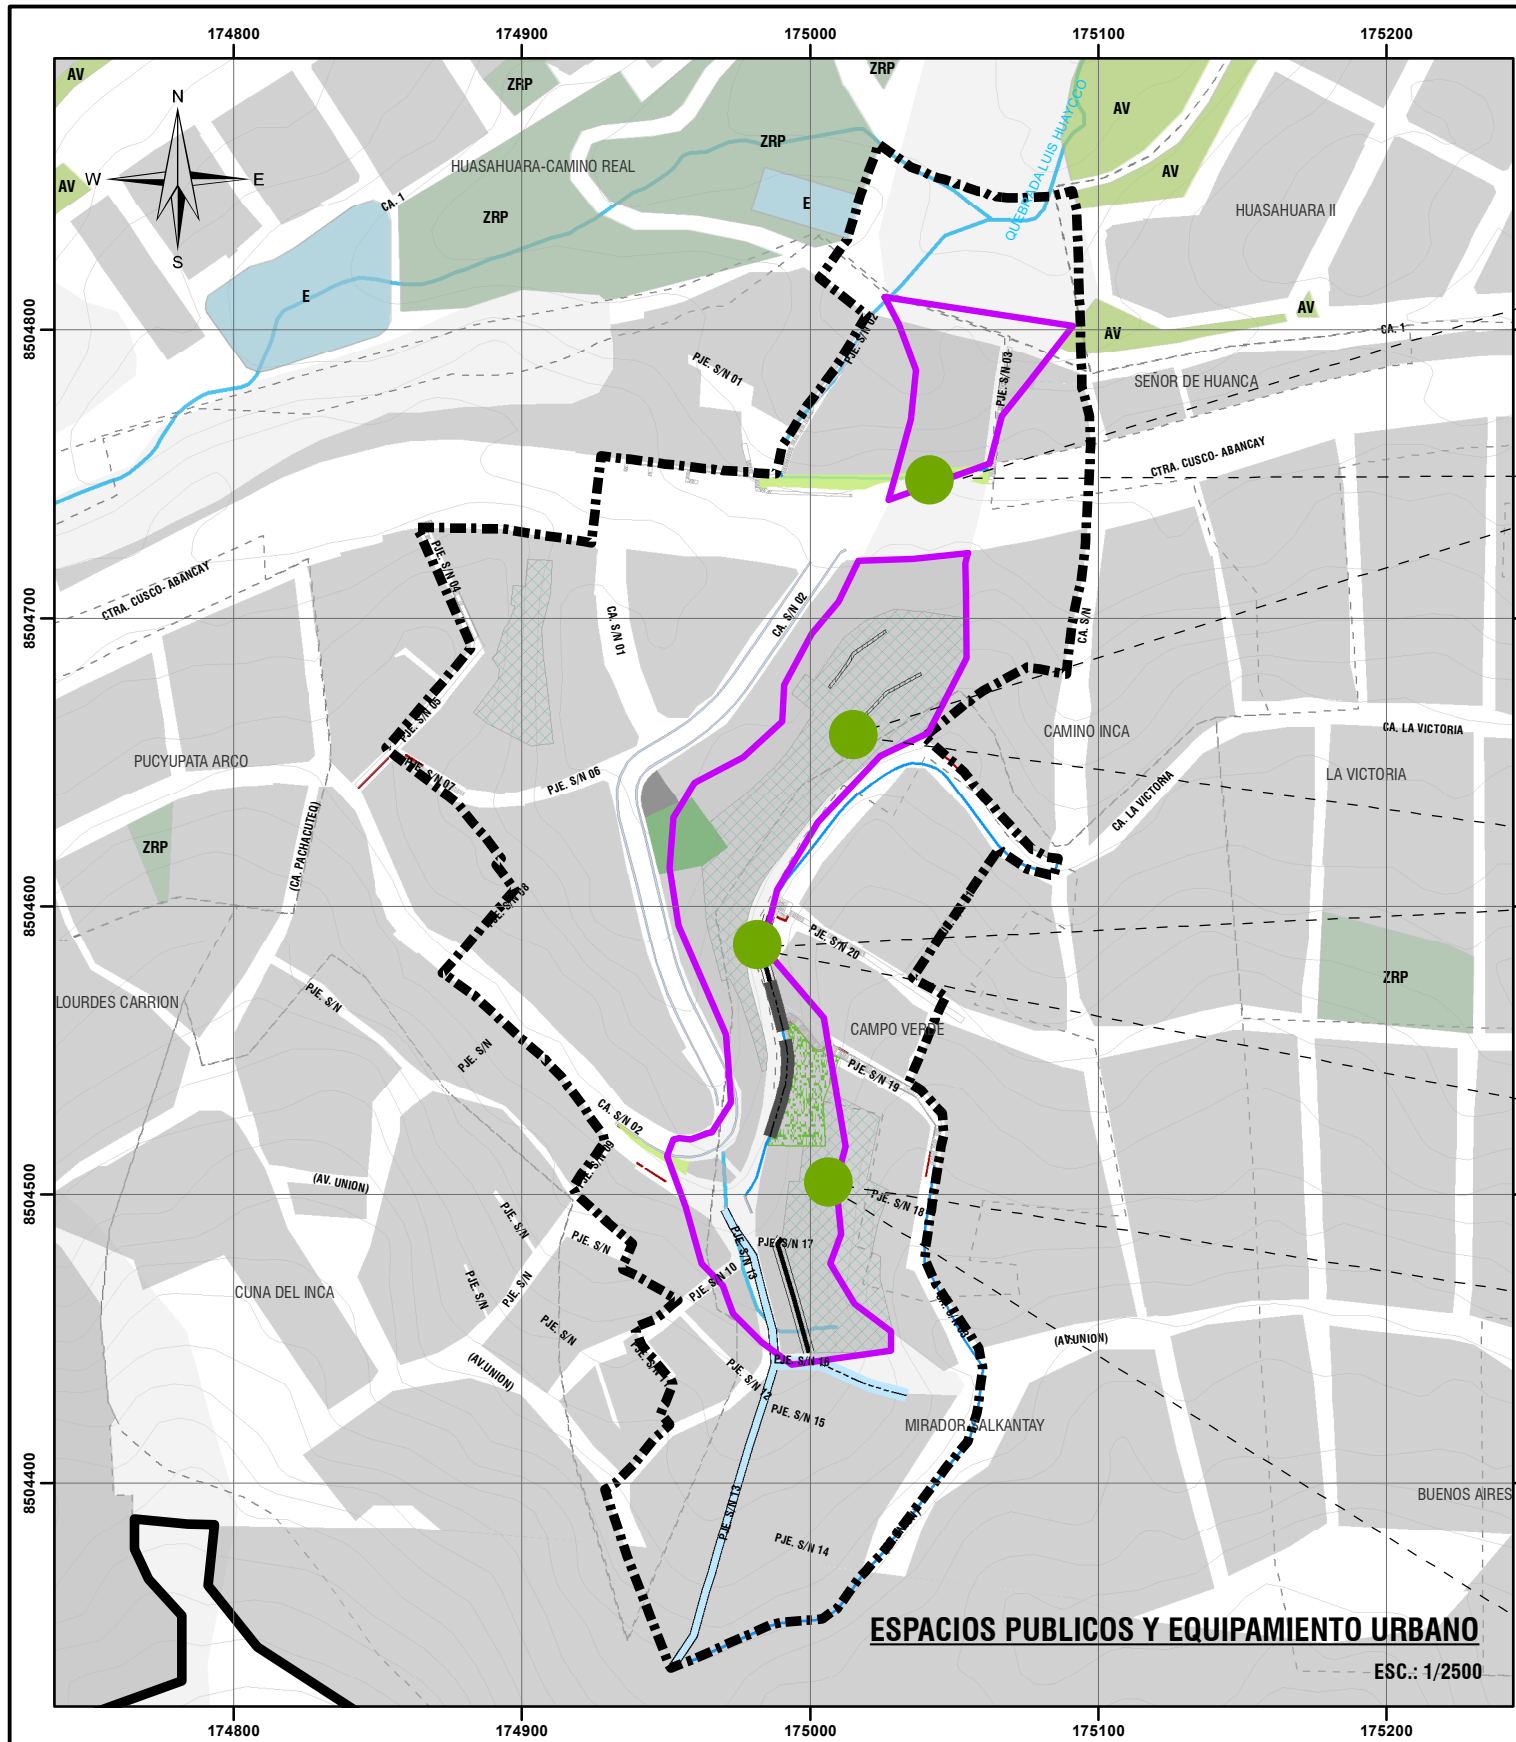 174800
174900
175000
175100
175200
AV
ZRP
ZRP
N
AV
ZRP
HUASAHUARA-CAMINO REAL
QUEBRADA LUIS HUAYCCO
AV
W
E
AV
CA. 1
E
ZRP
HUASAHUARA II
S
E
AV
8504800
PJE. S/N 02
AV
CA. 1
PJE. S/N 01
PJE. S/N 03
SEÑOR DE HUANCA
CTRA. CUSCO- ABANCAY
PJE. S/N 04
CTRA. CUSCO- ABANCAY
8504700
CA. S/N 01
CA. S/N 02
CA. S/N
PJE. S/N 05
CAMINO INCA
CA. LA VICTORIA
PUCYUPATA ARCO
PJE. S/N 07
PJE. S/N 06
LA VICTORIA
CA. LA VICTORIA
ZRP
(CA. PACHACUTEQ)
8504600
PJE. S/N 08
PJE. S/N 20
ZRP
LOURDES CARRION
PJE. S/N
CAMPO VERDE
PJE. S/N
PJE. S/N 19
CA. S/N 02
PJE. S/N 09
(AV. UNION)
8504500
PJE. S/N 18
PJE. S/N
PJE. S/N
PJE. S/N 17
PJE. S/N 13
PJE. S/N
PJE. S/N
PJE. S/N 10
CUNA DEL INCA
PJE. S/N
(AV.UNION)
(AV.UNION)
PJE. S/N 16
PJE. S/N 12
PJE. S/N 15
MIRADOR SALKANTAY
8504400
PJE. S/N 13
BUENOS AIRES
PJE. S/N 14
ESPACIOS PUBLICOS Y EQUIPAMIENTO URBANO
ESC.: 1/2500
174800
174900
175000
175100
175200